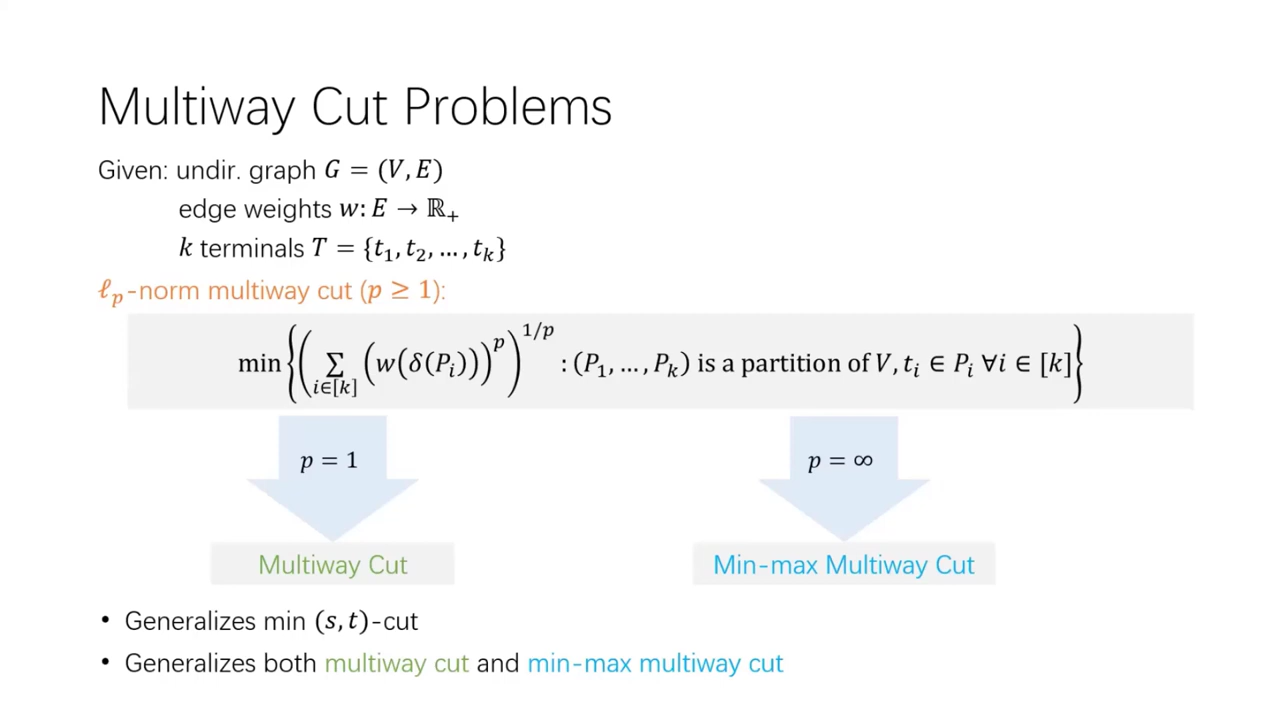 Multiway Cut Problems
Given: undir. graph G = (V, E)
edge weights w: E → ℝ₊
k terminals T = {t₁, t₂, …, tₖ}
ℓₚ-norm multiway cut (p ≥ 1):
min{(∑_{i∈[k]} (w(δ(Pᵢ)))^p)^{1/p} : (P₁, …, Pₖ) is a partition of V, tᵢ ∈ Pᵢ ∀i ∈ [k]}
p = 1
p = ∞
Multiway Cut
Min-max Multiway Cut
• Generalizes min (s, t)-cut
• Generalizes both multiway cut and min-max multiway cut